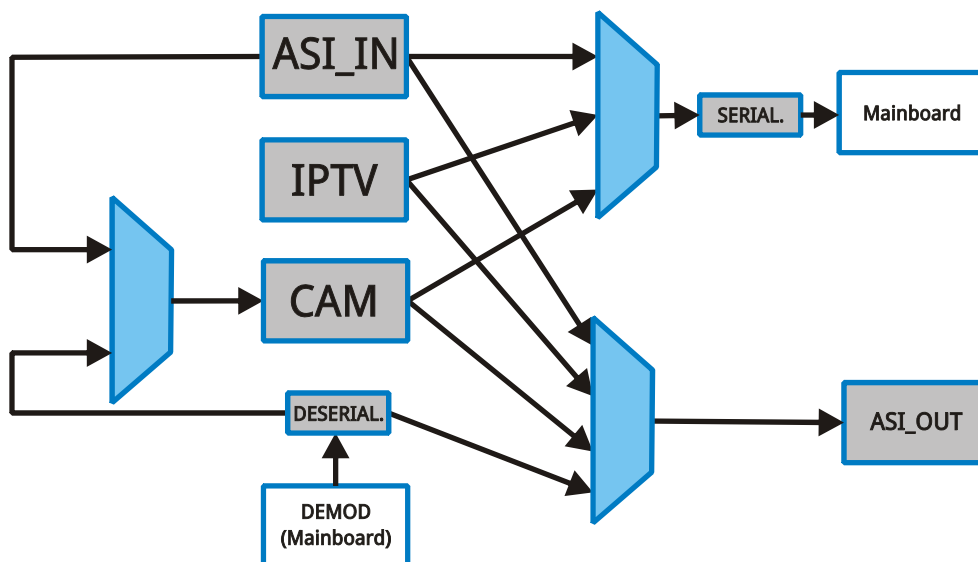 ASI_IN
IPTV
CAM
DESERIAL.
DEMOD
(Mainboard)
SERIAL.
Mainboard
ASI_OUT